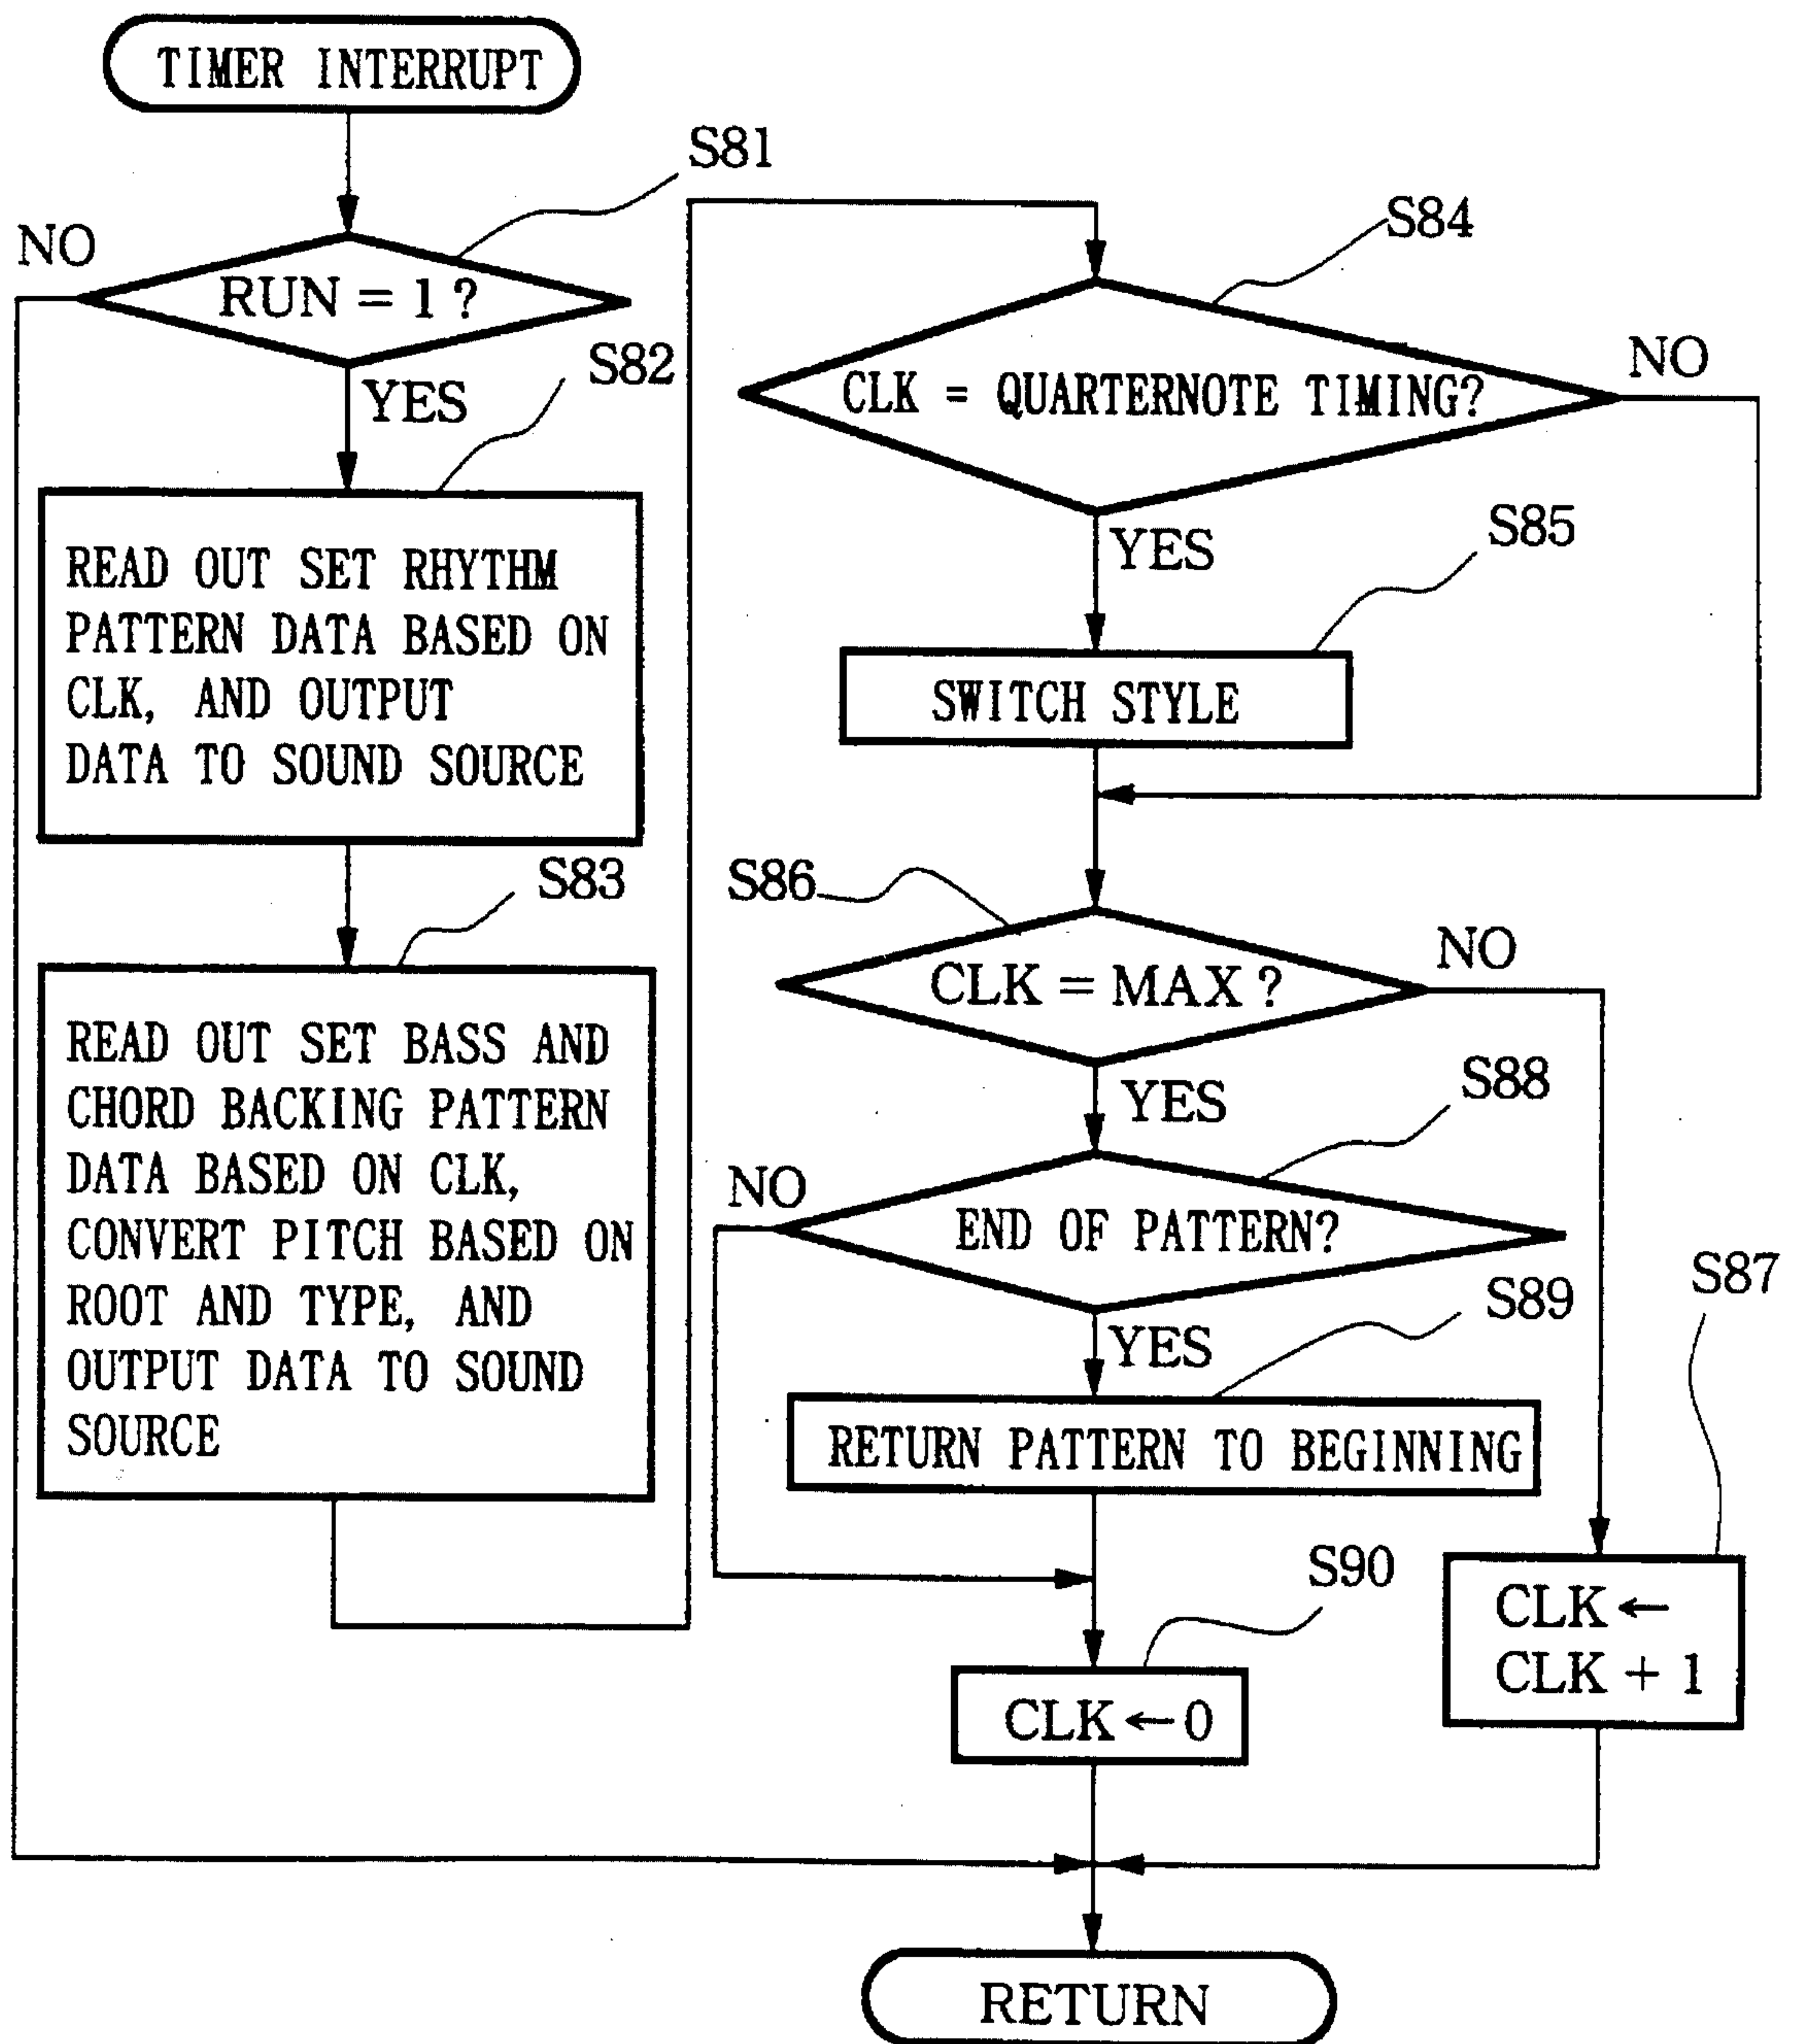 TIMER INTERRUPT
S81
NO
RUN = 1 ?
YES
S82
READ OUT SET RHYTHM
PATTERN DATA BASED ON
CLK, AND OUTPUT
DATA TO SOUND SOURCE
S83
READ OUT SET BASS AND
CHORD BACKING PATTERN
DATA BASED ON CLK,
CONVERT PITCH BASED ON
ROOT AND TYPE, AND
OUTPUT DATA TO SOUND
SOURCE
S84
CLK = QUARTERNOTE TIMING?
NO
YES
S85
SWITCH STYLE
S86
CLK = MAX ?
NO
YES
S88
NO
END OF PATTERN?
YES
S89
RETURN PATTERN TO BEGINNING
S87
CLK ←
CLK + 1
S90
CLK ← 0
RETURN